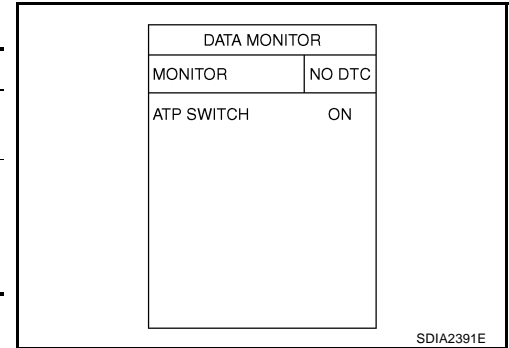 DATA MONITOR
MONITOR NO DTC
ATP SWITCH ON
SDIA2391E